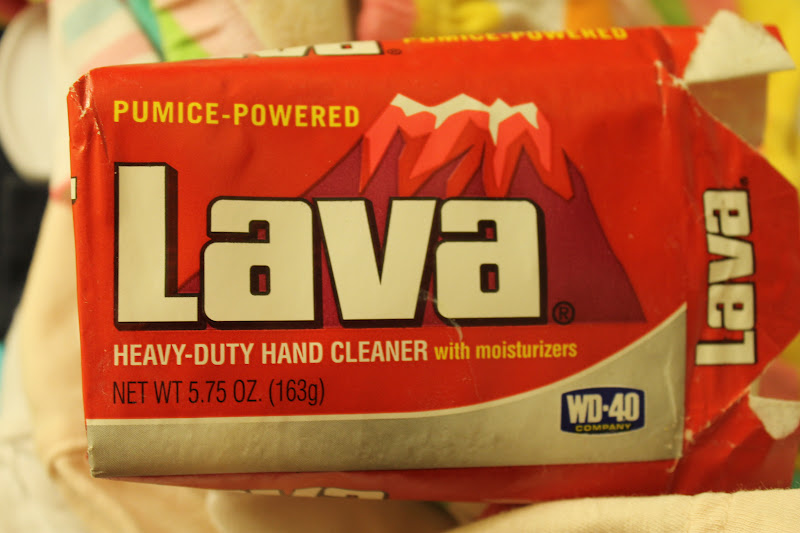 PUMICE-POWERED
PUMICE-POWERED
Lava®
HEAVY-DUTY HAND CLEANER with moisturizers
NET WT 5.75 OZ. (163g)
WD-40
COMPANY
Lava